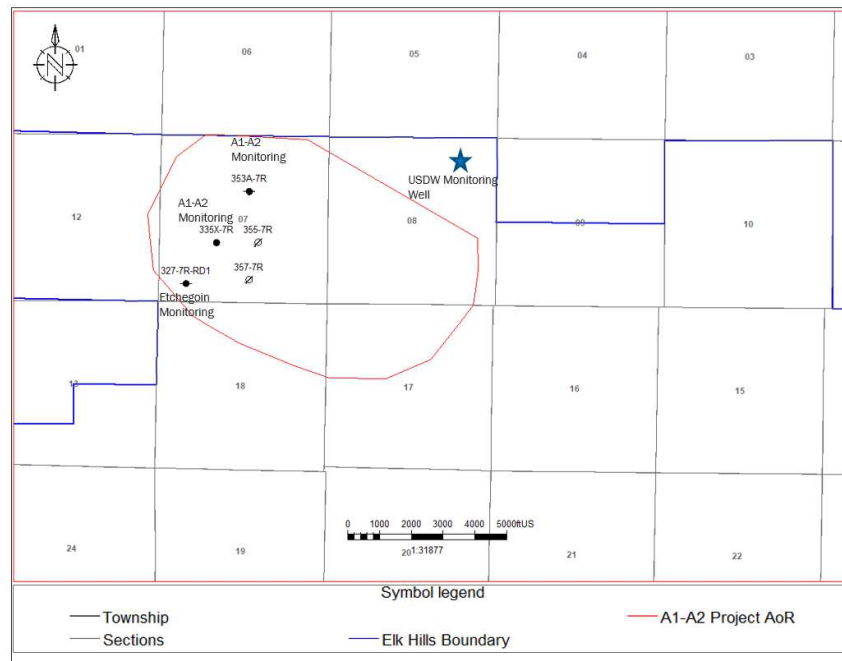 01
06
05
04
03
N
A1-A2
Monitoring
353A-7R
USDW Monitoring
Well
A1-A2
Monitoring
12
07
08
09
10
335X-7R
355-7R
327-7R-RD1
357-7R
Etchegoin
Monitoring
13
18
17
16
15
0 1000 2000 3000 4000 5000ftUS
1:31877
24
19
20
21
22
Symbol legend
Township
A1-A2 Project AoR
Sections
Elk Hills Boundary